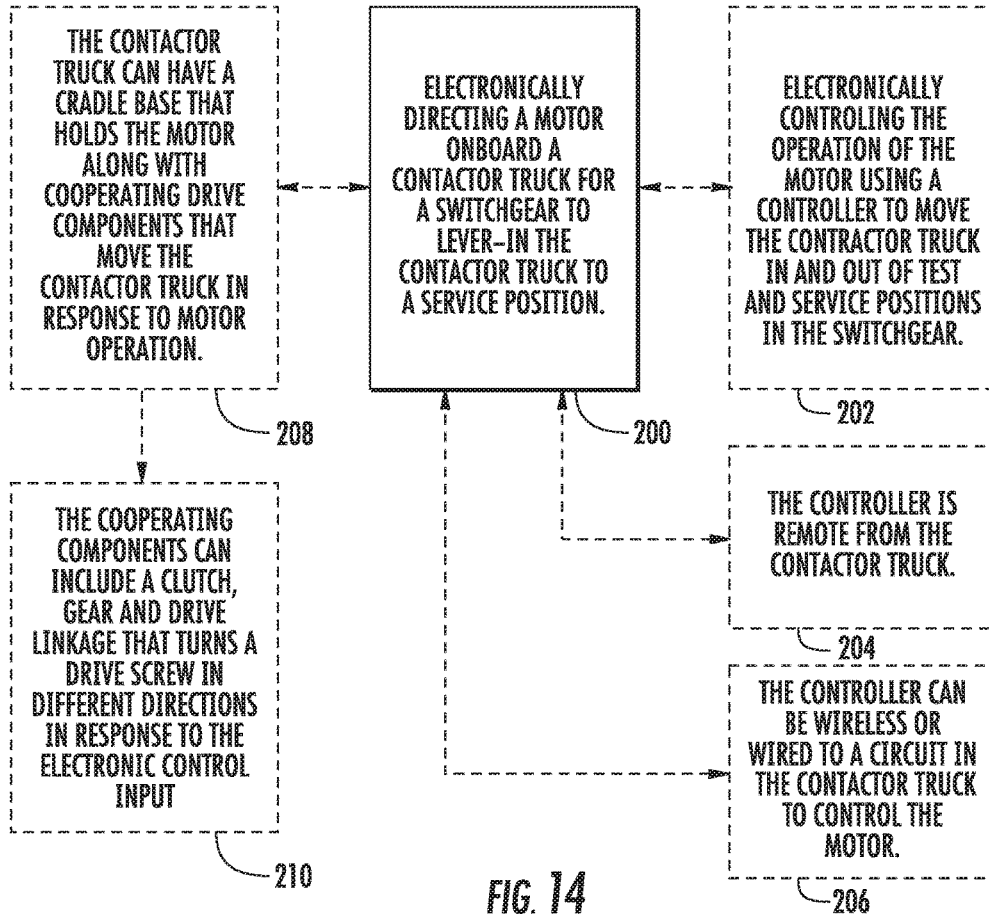 THE CONTACTOR
TRUCK CAN HAVE A
CRADLE BASE THAT
HOLDS THE MOTOR
ALONG WITH
COOPERATING DRIVE
COMPONENTS THAT
MOVE THE
CONTACTOR TRUCK IN
RESPONSE TO MOTOR
OPERATION.
208
ELECTRONICALLY
DIRECTING A MOTOR
ONBOARD A
CONTACTOR TRUCK FOR
A SWITCHGEAR TO
LEVER-IN THE
CONTACTOR TRUCK TO
A SERVICE POSITION.
200
ELECTRONICALLY
CONTROLING THE
OPERATION OF THE
MOTOR USING A
CONTROLLER TO MOVE
THE CONTRACTOR TRUCK
IN AND OUT OF TEST
AND SERVICE POSITIONS
IN THE SWITCHGEAR.
202
THE COOPERATING
COMPONENTS CAN
INCLUDE A CLUTCH,
GEAR AND DRIVE
LINKAGE THAT TURNS A
DRIVE SCREW IN
DIFFERENT DIRECTIONS
IN RESPONSE TO THE
ELECTRONIC CONTROL
INPUT
210
THE CONTROLLER IS
REMOTE FROM THE
CONTACTOR TRUCK.
204
THE CONTROLLER CAN
BE WIRELESS OR
WIRED TO A CIRCUIT IN
THE CONTACTOR TRUCK
TO CONTROL THE
MOTOR.
206
FIG. 14